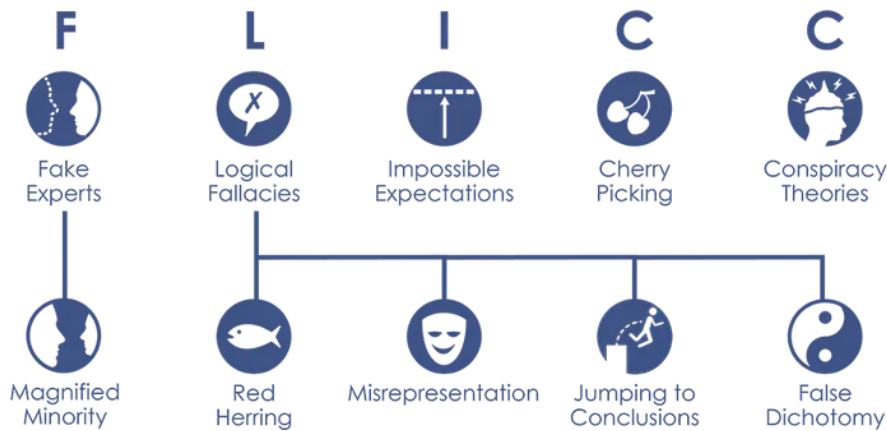 F L I C C
Fake
Experts
Logical
Fallacies
Impossible
Expectations
Cherry
Picking
Conspiracy
Theories
Magnified
Minority
Red
Herring
Misrepresentation
Jumping to
Conclusions
False
Dichotomy